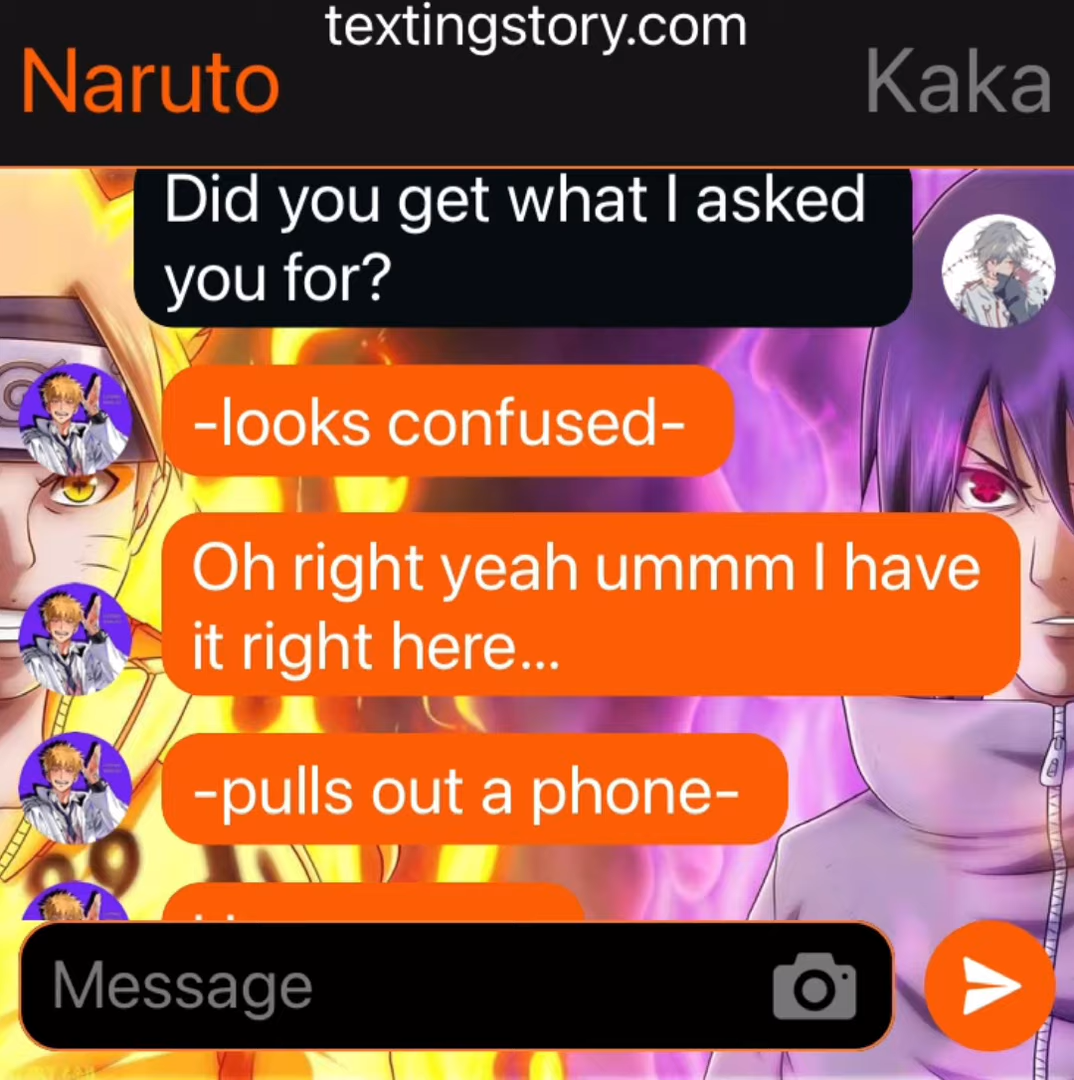 textingstory.com
Naruto
Kaka
Did you get what I asked
you for?
-looks confused-
Oh right yeah ummm I have
it right here...
-pulls out a phone-
Message